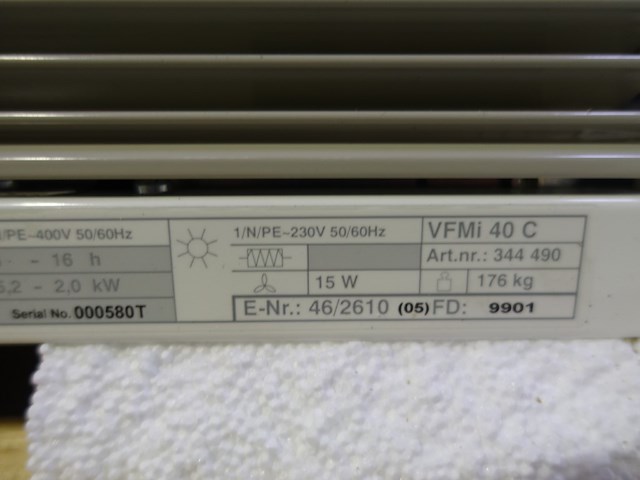 /PE~400V 50/60Hz
1/N/PE~230V 50/60Hz
VFMi 40 C
- 16 h
Art.nr.: 344 490
5,2 - 2,0 kW
15 W
176 kg
Serial No. 000580T
E-Nr.: 46/2610 (05) FD: 9901